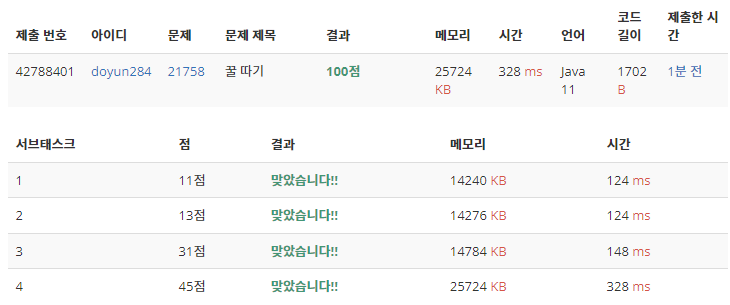 제출 번호 아이디 문제 문제 제목 결과 메모리 시간 언어 코드 길이 제출한 시간
42788401 doyun284 21758 꿀 따기 100점 25724 KB 328 ms Java 11 1702 B 1분 전
서브태스크 점 결과 메모리 시간
1 11점 맞았습니다!! 14240 KB 124 ms
2 13점 맞았습니다!! 14276 KB 124 ms
3 31점 맞았습니다!! 14784 KB 148 ms
4 45점 맞았습니다!! 25724 KB 328 ms